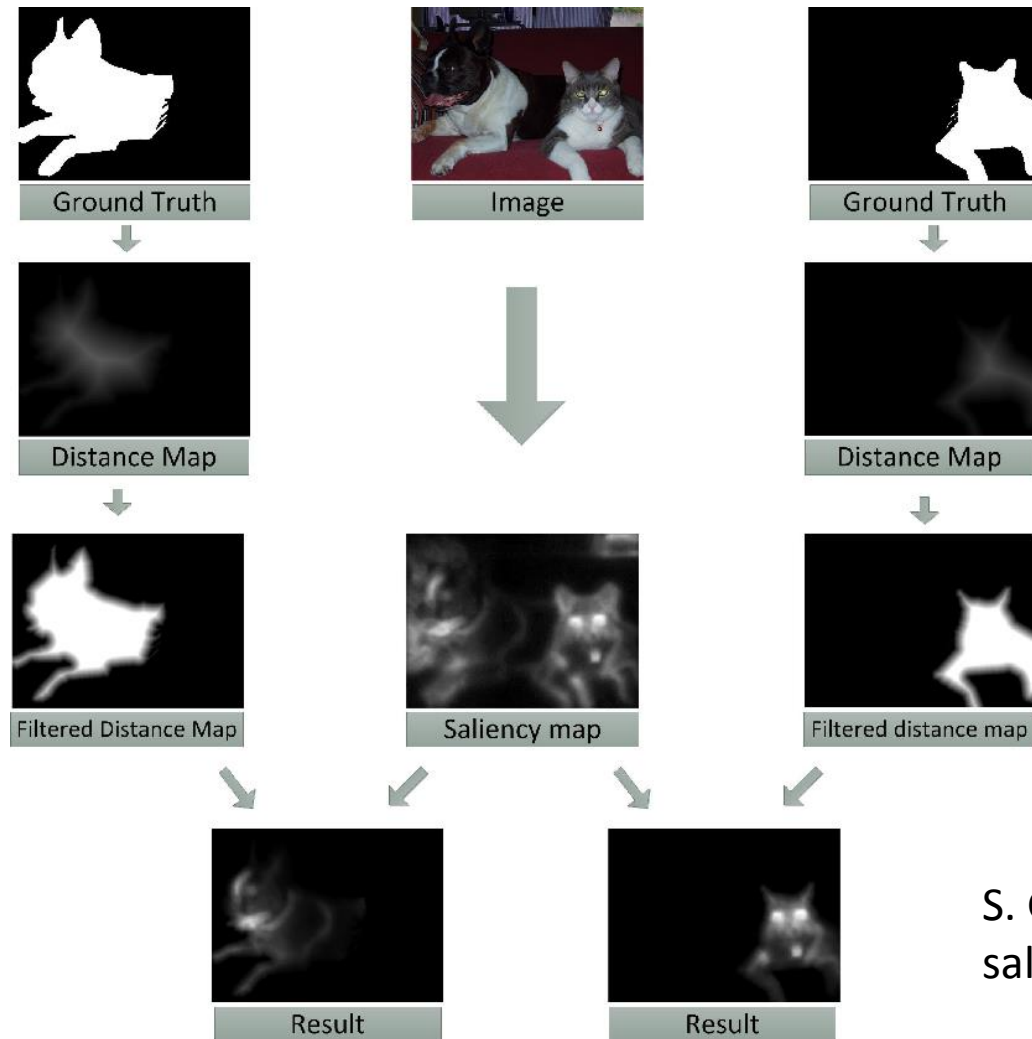 Ground Truth
Image
Ground Truth
Distance Map
Distance Map
Filtered Distance Map
Saliency map
Filtered distance map
S.
sal
Result
Result